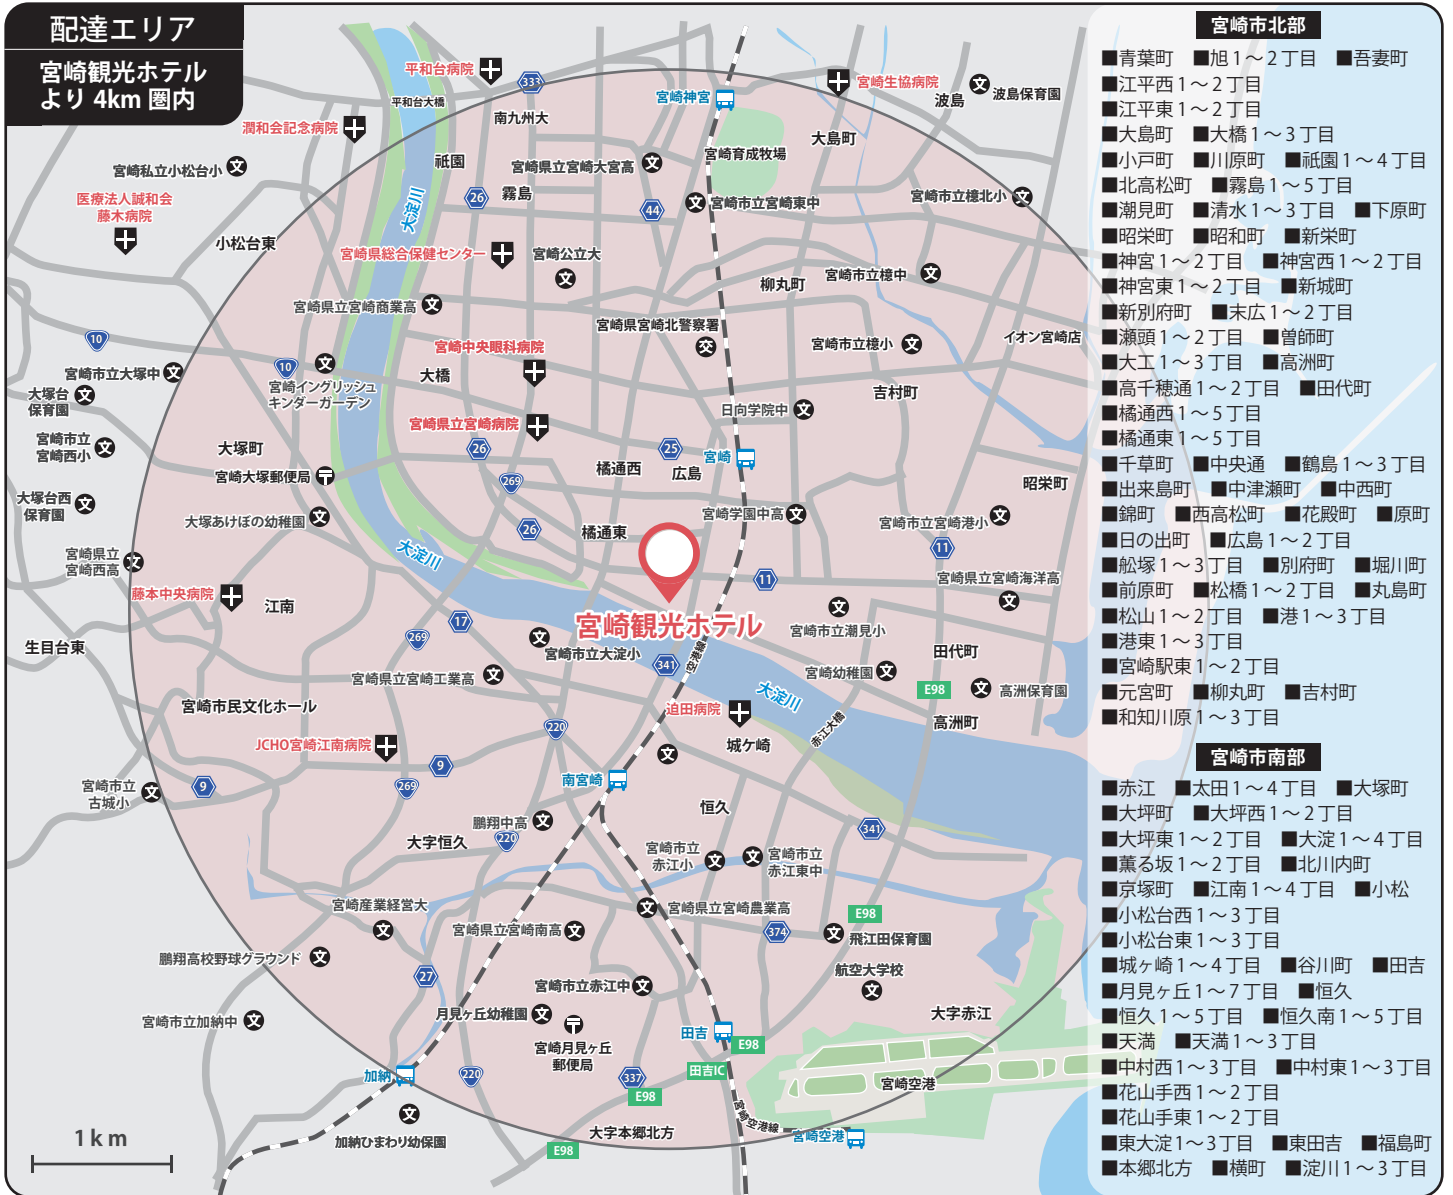 配達エリア
宮崎観光ホテル
より 4km 圏内
平和台病院
333
平和台大橋
南九州大
宮崎神宮
宮崎生協病院
波島
波島保育園
潤和会記念病院
宮崎私立小松台小
祇園
宮崎県立宮崎大宮高
宮崎育成牧場
大島町
医療法人誠和会
藤木病院
大淀川
26
霧島
44
宮崎市立宮崎東中
宮崎市立檍北小
小松台東
宮崎県総合保健センター
宮崎公立大
柳丸町
宮崎市立檍中
宮崎県立宮崎商業高
宮崎県宮崎北警察署
宮崎市立檍小
イオン宮崎店
10
宮崎市立大塚中
10
宮崎イングリッシュ
キンダーガーデン
宮崎中央眼科病院
大橋
吉村町
大塚台
保育園
宮崎県立宮崎病院
日向学院中
宮崎市立
宮崎西小
大塚町
26
25
宮崎
宮崎大塚郵便局
269
橘通西
広島
昭栄町
大塚台西
保育園
大塚あけぼの幼稚園
26
橘通東
宮崎学園中高
宮崎市立宮崎港小
宮崎県立
宮崎西高
大淀川
11
11
宮崎県立宮崎海洋高
藤本中央病院
江南
17
宮崎観光ホテル
宮崎市立潮見小
生目台東
269
宮崎市立大淀小
341
空港線
田代町
宮崎県立宮崎工業高
宮崎幼稚園
E98
高洲保育園
宮崎市民文化ホール
迫田病院
大淀川
高洲町
JCHO宮崎江南病院
220
城ケ崎
赤江大橋
9
9
269
南宮崎
宮崎市立
古城小
恒久
鵬翔中高
220
大字恒久
341
宮崎市立
赤江小
宮崎市立
赤江東中
宮崎産業経営大
宮崎県立宮崎農業高
E98
宮崎県立宮崎南高
374
飛江田保育園
鵬翔高校野球グラウンド
27
航空大学校
宮崎市立赤江中
宮崎市立加納中
月見ヶ丘幼稚園
大字赤江
宮崎月見ヶ丘
郵便局
田吉
E98
田吉IC
加納
220
337
E98
宮崎空港
宮崎空港線
宮崎空港
加納ひまわり幼保園
大字本郷北方
E98
1 k m
宮崎市北部
■青葉町 ■旭1〜2丁目 ■吾妻町
■江平西1〜2丁目
■江平東1〜2丁目
■大島町 ■大橋1〜3丁目
■小戸町 ■川原町 ■祇園1〜4丁目
■北高松町 ■霧島1〜5丁目
■潮見町 ■清水1〜3丁目 ■下原町
■昭栄町 ■昭和町 ■新栄町
■神宮1〜2丁目 ■神宮西1〜2丁目
■神宮東1〜2丁目 ■新城町
■新別府町 ■末広1〜2丁目
■瀬頭1〜2丁目 ■曽師町
■大工1〜3丁目 ■高洲町
■高千穂通1〜2丁目 ■田代町
■橘通西1〜5丁目
■橘通東1〜5丁目
■千草町 ■中央通 ■鶴島1〜3丁目
■出来島町 ■中津瀬町 ■中西町
■錦町 ■西高松町 ■花殿町 ■原町
■日の出町 ■広島1〜2丁目
■舩塚1〜3丁目 ■別府町 ■堀川町
■前原町 ■松橋1〜2丁目 ■丸島町
■松山1〜2丁目 ■港1〜3丁目
■港東1〜3丁目
■宮崎駅東1〜2丁目
■元宮町 ■柳丸町 ■吉村町
■和知川原1〜3丁目
宮崎市南部
■赤江 ■太田1〜4丁目 ■大塚町
■大坪町 ■大坪西1〜2丁目
■大坪東1〜2丁目 ■大淀1〜4丁目
■薫る坂1〜2丁目 ■北川内町
■京塚町 ■江南1〜4丁目 ■小松
■小松台西1〜3丁目
■小松台東1〜3丁目
■城ヶ崎1〜4丁目 ■谷川町 ■田吉
■月見ヶ丘1〜7丁目 ■恒久
■恒久1〜5丁目 ■恒久南1〜5丁目
■天満 ■天満1〜3丁目
■中村西1〜3丁目 ■中村東1〜3丁目
■花山手西1〜2丁目
■花山手東1〜2丁目
■東大淀1〜3丁目 ■東田吉 ■福島町
■本郷北方 ■横町 ■淀川1〜3丁目